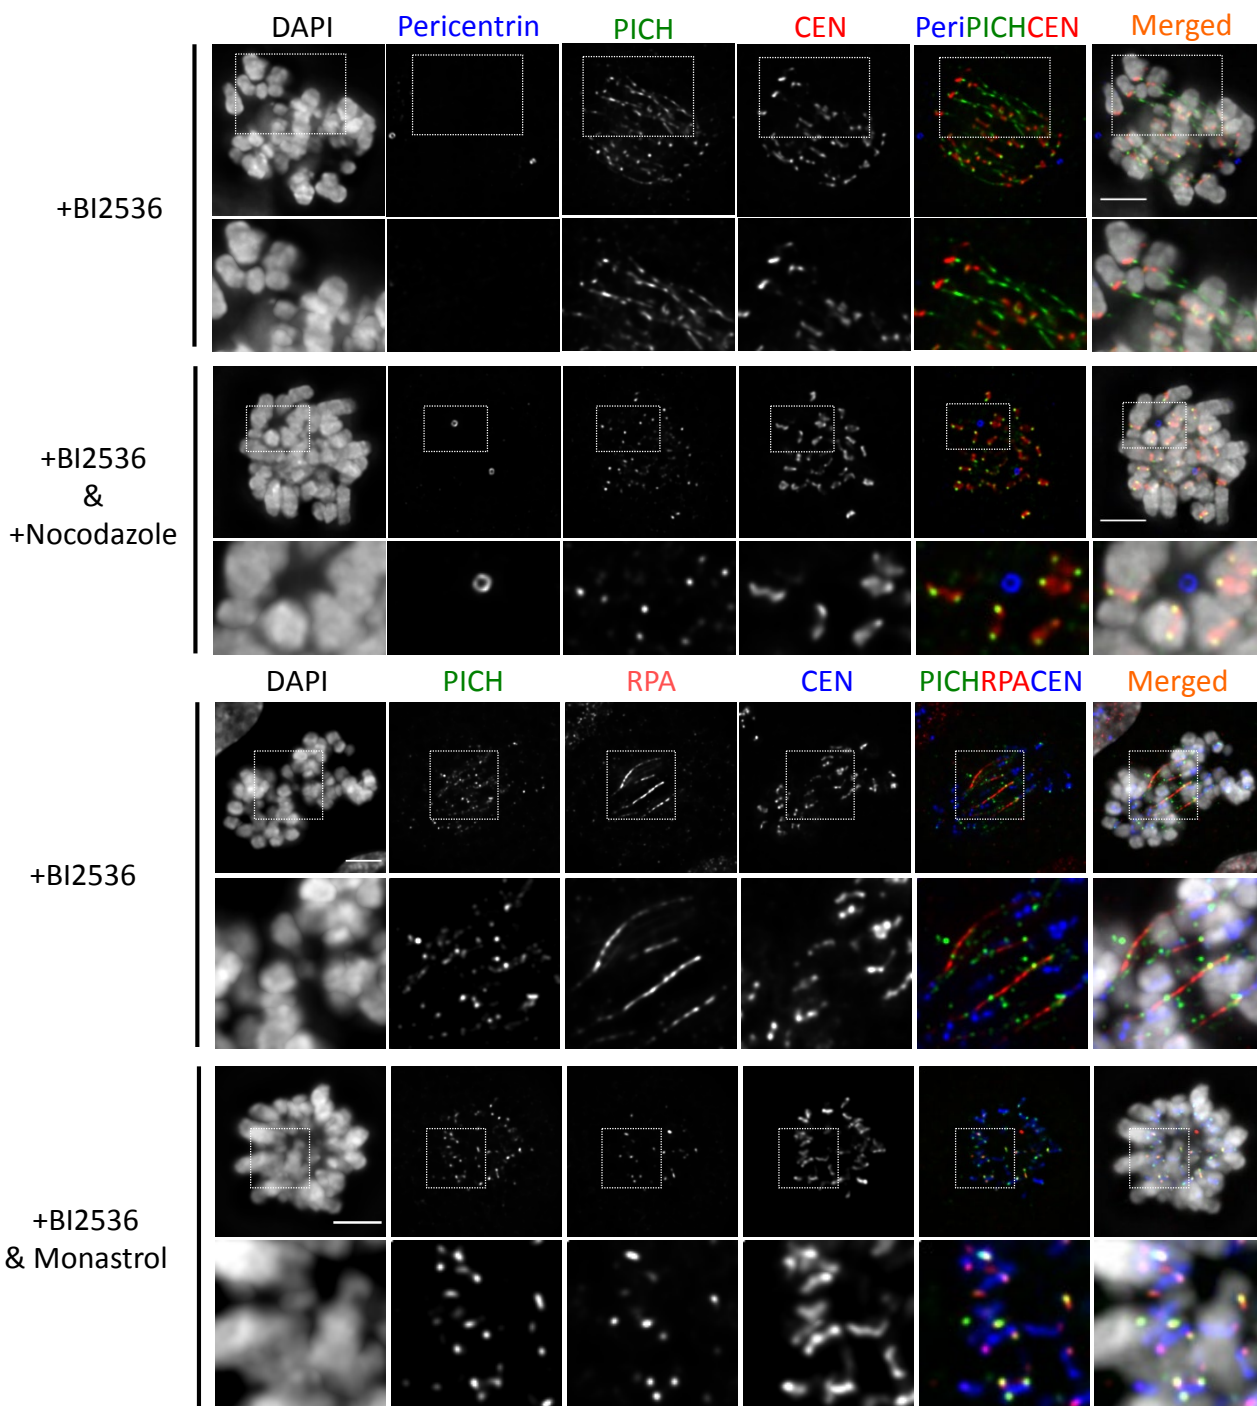 DAPI Pericentrin PICH CEN PeriPICHCEN Merged
+BI2536
+BI2536
&
+Nocodazole
DAPI PICH RPA CEN PICHRPACEN Merged
+BI2536
+BI2536
& Monastrol